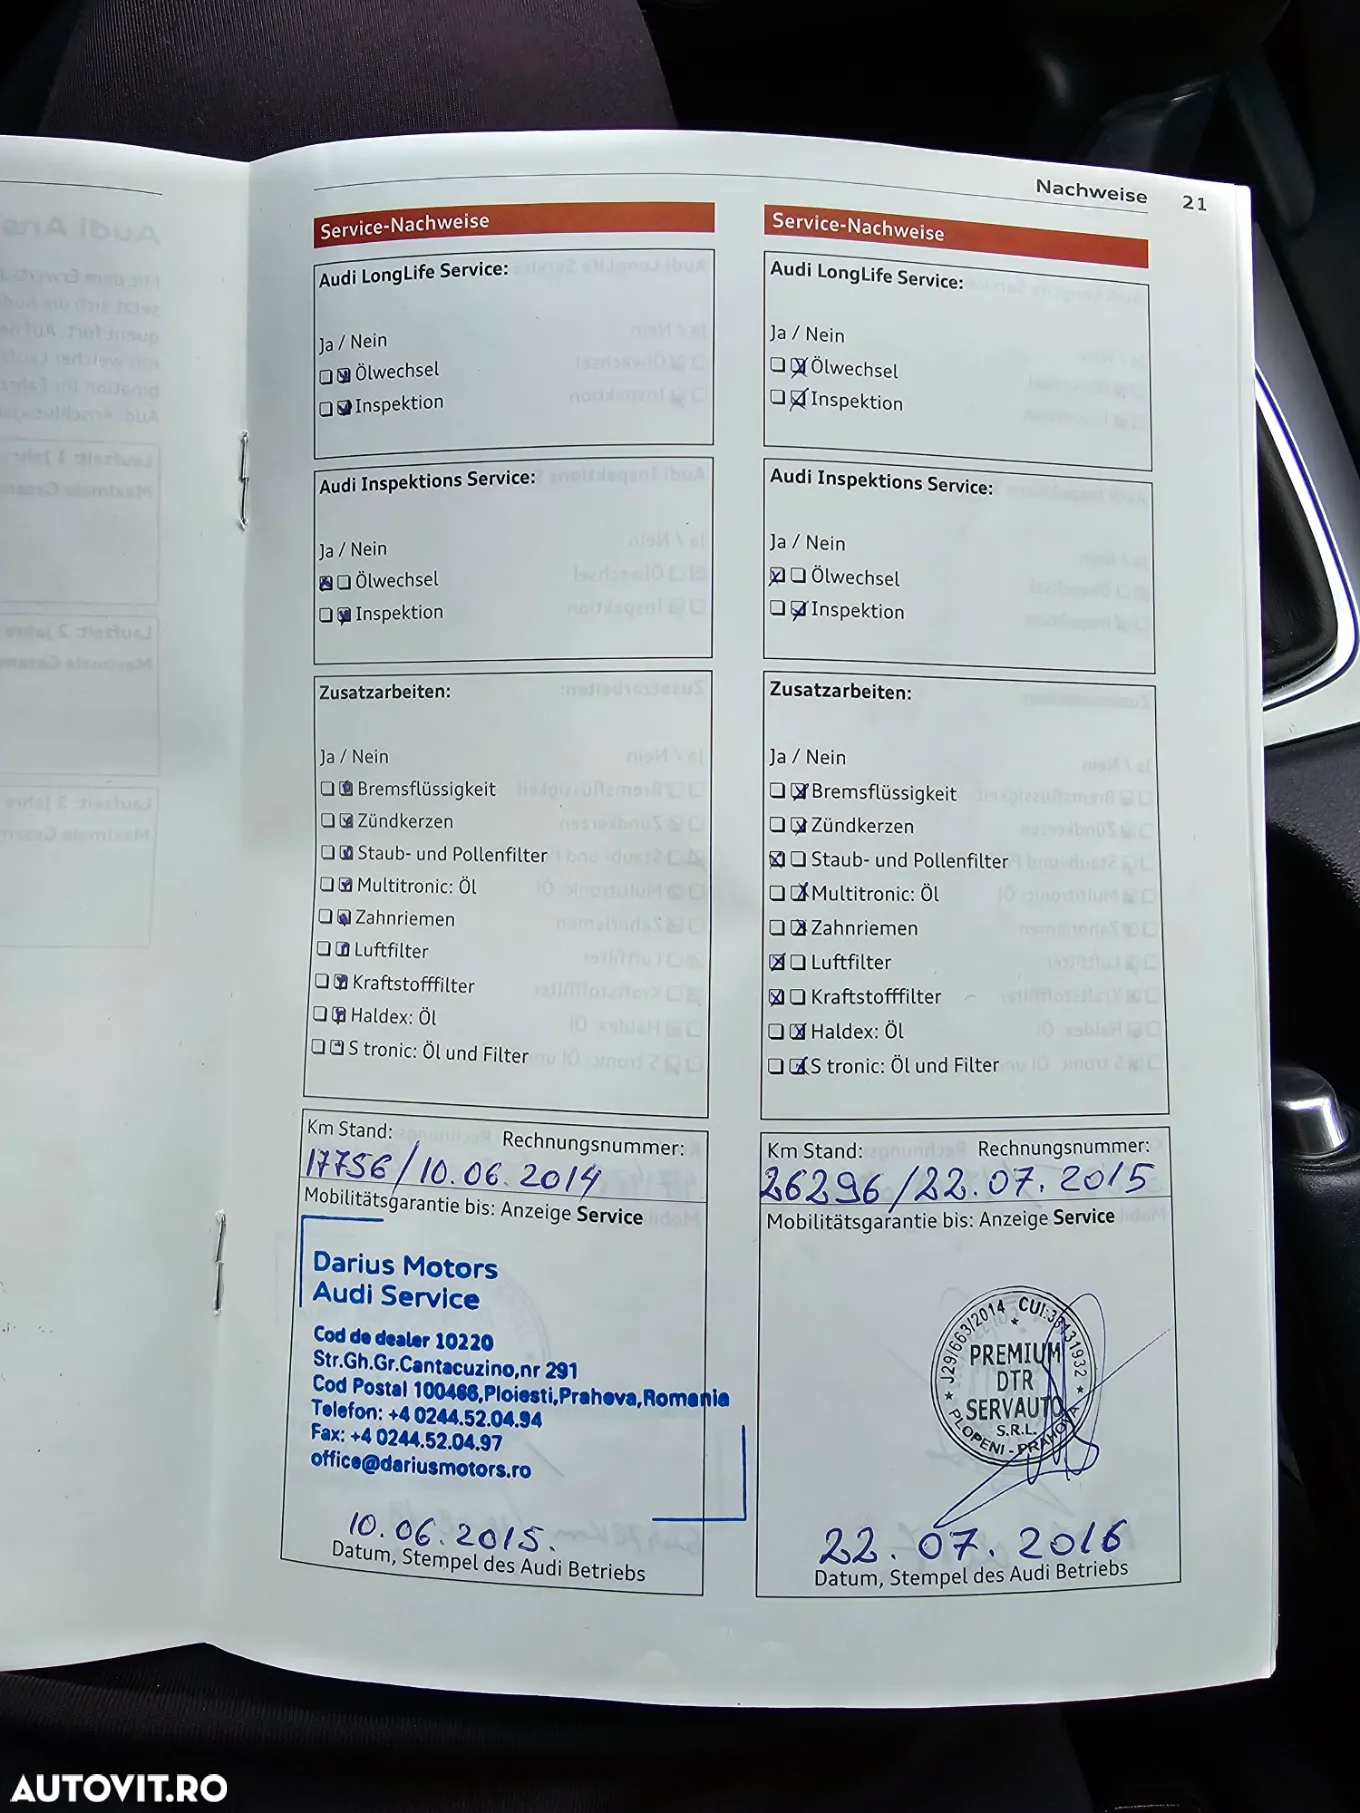 Nachweise 21
Service-Nachweise
Audi LongLife Service:
Ja / Nein
Ölwechsel
Inspektion
Audi Inspektions Service:
Ja / Nein
Ölwechsel
Inspektion
Zusatzarbeiten:
Ja / Nein
Bremsflüssigkeit
Zündkerzen
Staub- und Pollenfilter
Multitronic: Öl
Zahnriemen
Luftfilter
Kraftstofffilter
Haldex: Öl
S tronic: Öl und Filter
Km Stand: Rechnungsnummer:
17756/10.06.2014
Mobilitätsgarantie bis: Anzeige Service
Darius Motors
Audi Service
Cod de dealer 10220
Str.Gh.Gr.Cantacuzino,nr 291
Cod Postal 100466,Ploiesti,Prahova,Romania
Telefon: +4 0244.52.04.94
Fax: +4 0244.52.04.97
office@dariusmotors.ro
10.06.2015.
Datum, Stempel des Audi Betriebs
Service-Nachweise
Audi LongLife Service:
Ja / Nein
Ölwechsel
Inspektion
Audi Inspektions Service:
Ja / Nein
Ölwechsel
Inspektion
Zusatzarbeiten:
Ja / Nein
Bremsflüssigkeit
Zündkerzen
Staub- und Pollenfilter
Multitronic: Öl
Zahnriemen
Luftfilter
Kraftstofffilter
Haldex: Öl
S tronic: Öl und Filter
Km Stand: Rechnungsnummer:
26296/22.07.2015
Mobilitätsgarantie bis: Anzeige Service
J29/663/2014 CUI:33131932
PREMIUM
DTR
SERVAUTO
S.R.L.
PLOPENI - PRAHOVA
22.07.2016
Datum, Stempel des Audi Betriebs
AUTOVIT.RO